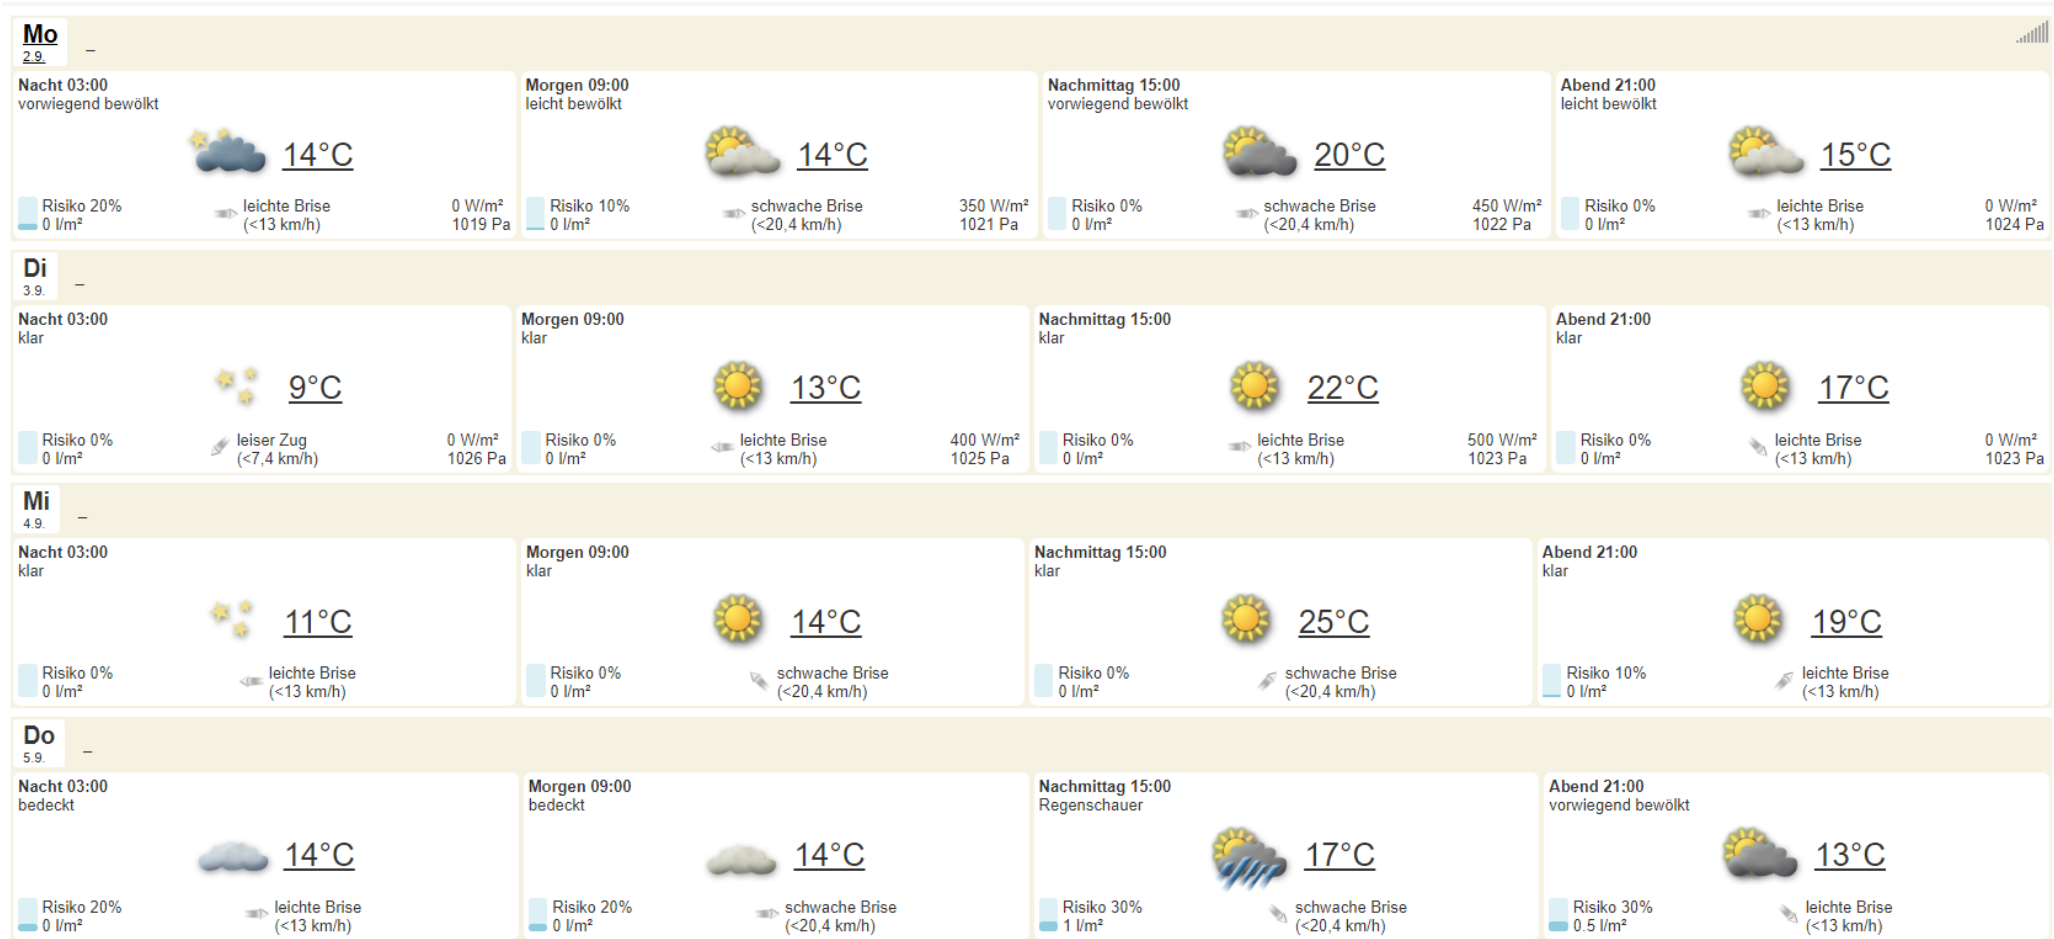 Mo
2.9.
–
Nacht 03:00
vorwiegend bewölkt
14°C
Risiko 20%
0 l/m²
leichte Brise
(<13 km/h)
0 W/m²
1019 Pa
Morgen 09:00
leicht bewölkt
14°C
Risiko 10%
0 l/m²
schwache Brise
(<20,4 km/h)
350 W/m²
1021 Pa
Nachmittag 15:00
vorwiegend bewölkt
20°C
Risiko 0%
0 l/m²
schwache Brise
(<20,4 km/h)
450 W/m²
1022 Pa
Abend 21:00
leicht bewölkt
15°C
Risiko 0%
0 l/m²
leichte Brise
(<13 km/h)
0 W/m²
1024 Pa
Di
3.9.
–
Nacht 03:00
klar
9°C
Risiko 0%
0 l/m²
leiser Zug
(<7,4 km/h)
0 W/m²
1026 Pa
Morgen 09:00
klar
13°C
Risiko 0%
0 l/m²
leichte Brise
(<13 km/h)
400 W/m²
1025 Pa
Nachmittag 15:00
klar
22°C
Risiko 0%
0 l/m²
leichte Brise
(<13 km/h)
500 W/m²
1023 Pa
Abend 21:00
klar
17°C
Risiko 0%
0 l/m²
leichte Brise
(<13 km/h)
0 W/m²
1023 Pa
Mi
4.9.
–
Nacht 03:00
klar
11°C
Risiko 0%
0 l/m²
leichte Brise
(<13 km/h)
Morgen 09:00
klar
14°C
Risiko 0%
0 l/m²
schwache Brise
(<20,4 km/h)
Nachmittag 15:00
klar
25°C
Risiko 0%
0 l/m²
schwache Brise
(<20,4 km/h)
Abend 21:00
klar
19°C
Risiko 10%
0 l/m²
leichte Brise
(<13 km/h)
Do
5.9.
–
Nacht 03:00
bedeckt
14°C
Risiko 20%
0 l/m²
leichte Brise
(<13 km/h)
Morgen 09:00
bedeckt
14°C
Risiko 20%
0 l/m²
schwache Brise
(<20,4 km/h)
Nachmittag 15:00
Regenschauer
17°C
Risiko 30%
1 l/m²
schwache Brise
(<20,4 km/h)
Abend 21:00
vorwiegend bewölkt
13°C
Risiko 30%
0.5 l/m²
leichte Brise
(<13 km/h)